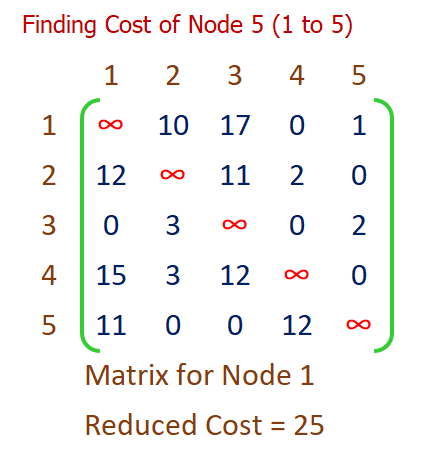 Finding Cost of Node 5 (1 to 5)
1 2 3 4 5
1 ∞ 10 17 0 1
2 12 ∞ 11 2 0
3 0 3 ∞ 0 2
4 15 3 12 ∞ 0
5 11 0 0 12 ∞
Matrix for Node 1
Reduced Cost = 25